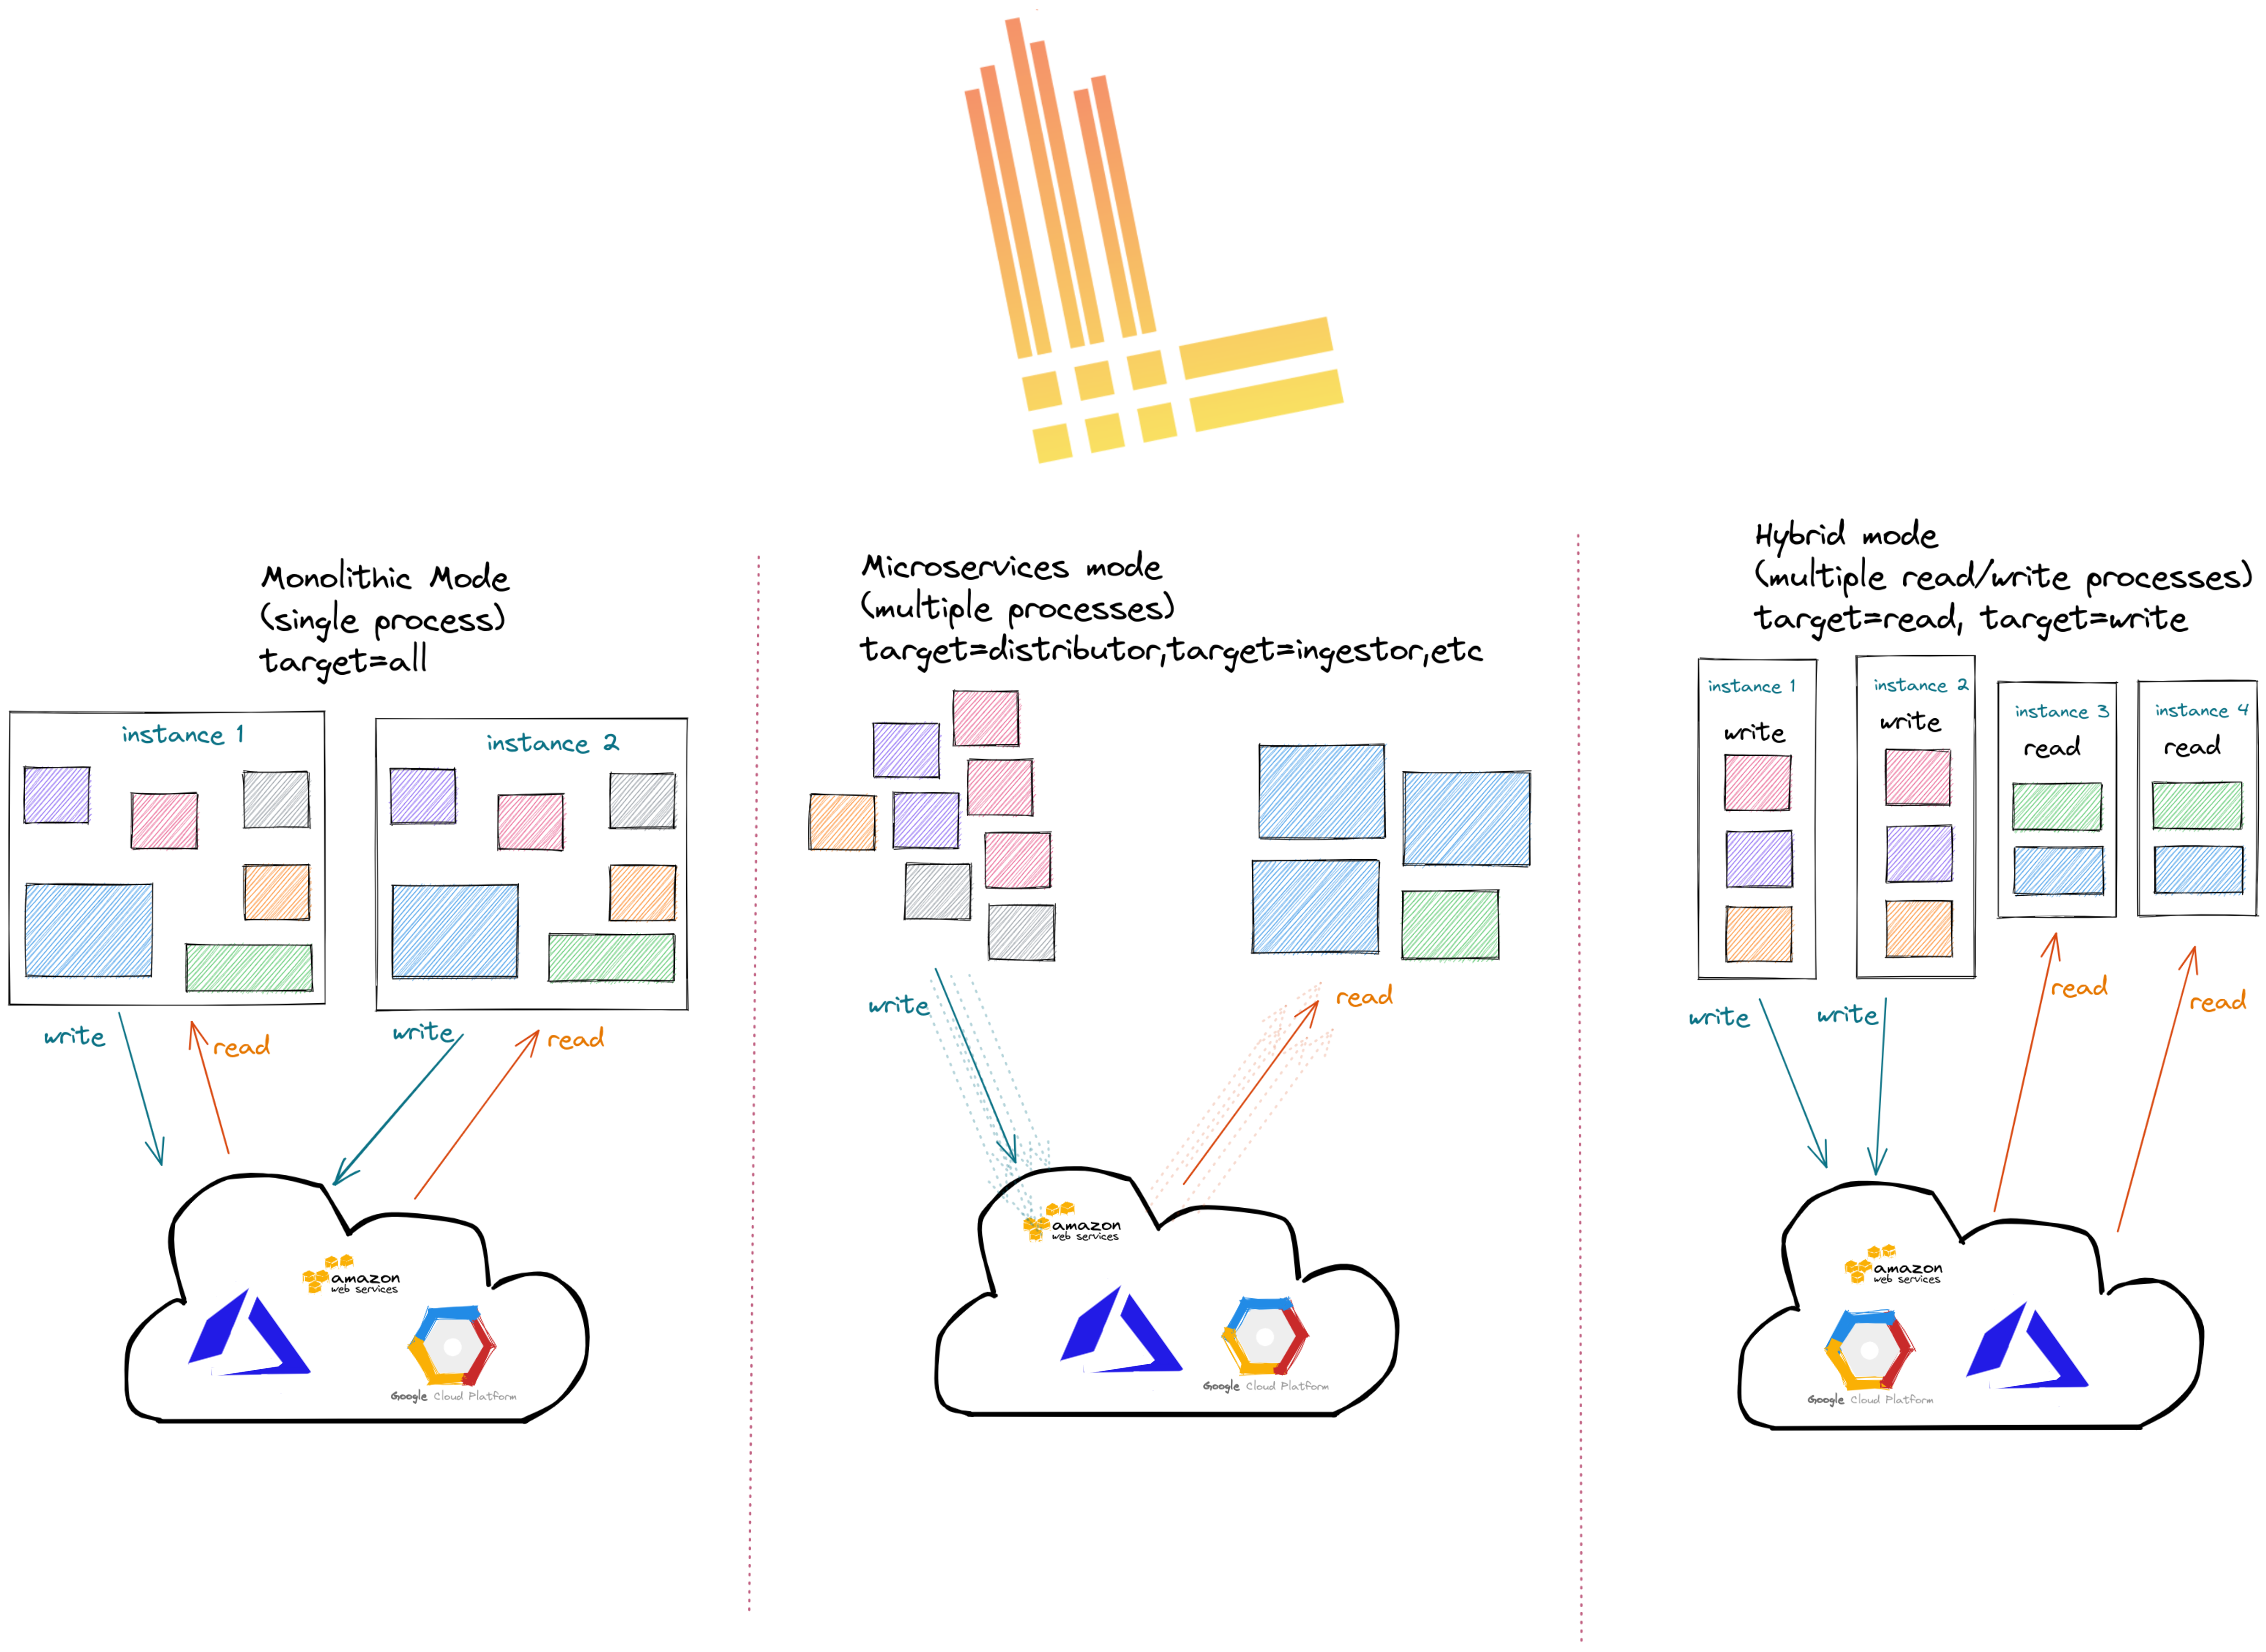 Monolithic Mode
(single process)
target=all
instance 1
instance 2
write
read
write
read
amazon
web services
Google Cloud Platform
Microservices mode
(multiple processes)
target=distributor,target=ingestor,etc
write
read
amazon
web services
Google Cloud Platform
Hybrid mode
(multiple read/write processes)
target=read, target=write
instance 1
write
instance 2
write
instance 3
read
instance 4
read
write
write
read
read
amazon
web services
Google Cloud Platform